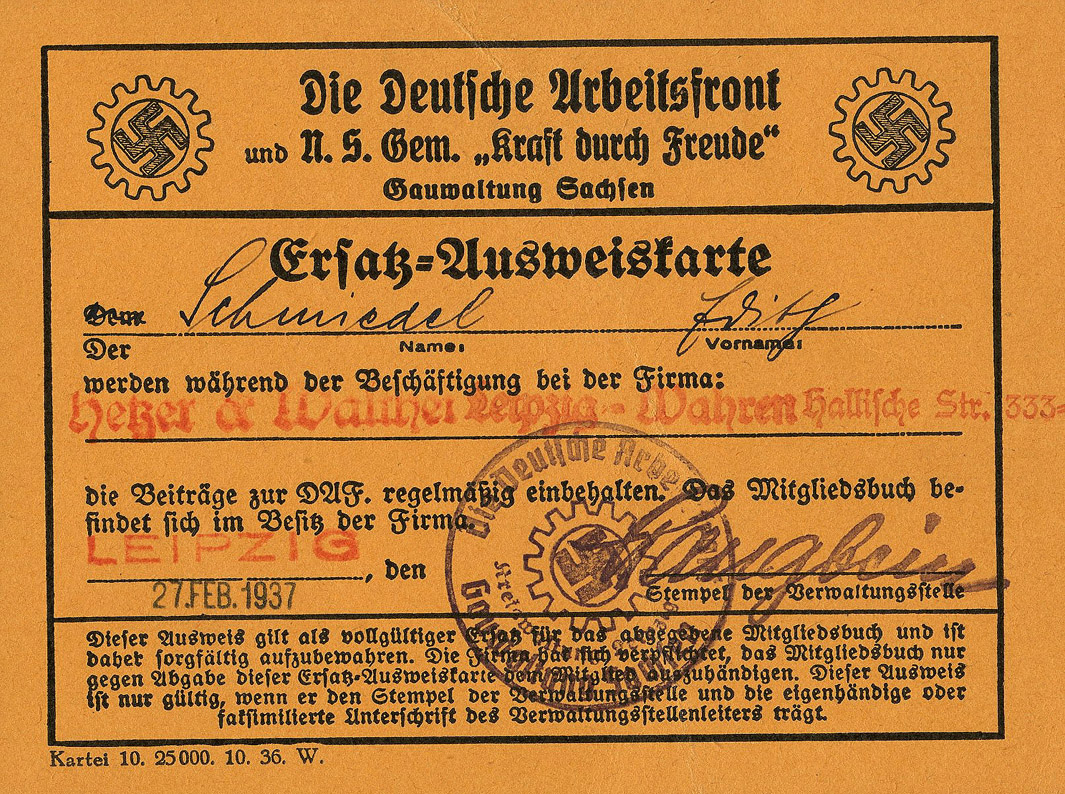 Die Deutsche Arbeitsfront
und N. S. Gem. „Kraft durch Freude“
Gauwaltung Sachsen
Ersatz-Ausweiskarte
Dem Schmiedel Edith
Der Name: Vorname:
werden während der Beschäftigung bei der Firma:
Hetzer & Walther Leipzig - Wahren Hallische Str. 333-
die Beiträge zur DAF. regelmäßig einbehalten. Das Mitgliedsbuch be-
findet sich im Besitz der Firma.
LEIPZIG, den
27. FEB. 1937
Stempel der Verwaltungsstelle
Die Deutsche Arbe
Dieser Ausweis gilt als vollgültiger Ersatz für das abgegebene Mitgliedsbuch und ist
daher sorgfältig aufzubewahren. Die Firma hat sich verpflichtet, das Mitgliedsbuch nur
gegen Abgabe dieser Ersatz-Ausweiskarte dem Mitglied auszuhändigen. Dieser Ausweis
ist nur gültig, wenn er den Stempel der Verwaltungsstelle und die eigenhändige oder
faksimilierte Unterschrift des Verwaltungsstellenleiters trägt.
Kartei 10. 25000. 10. 36. W.